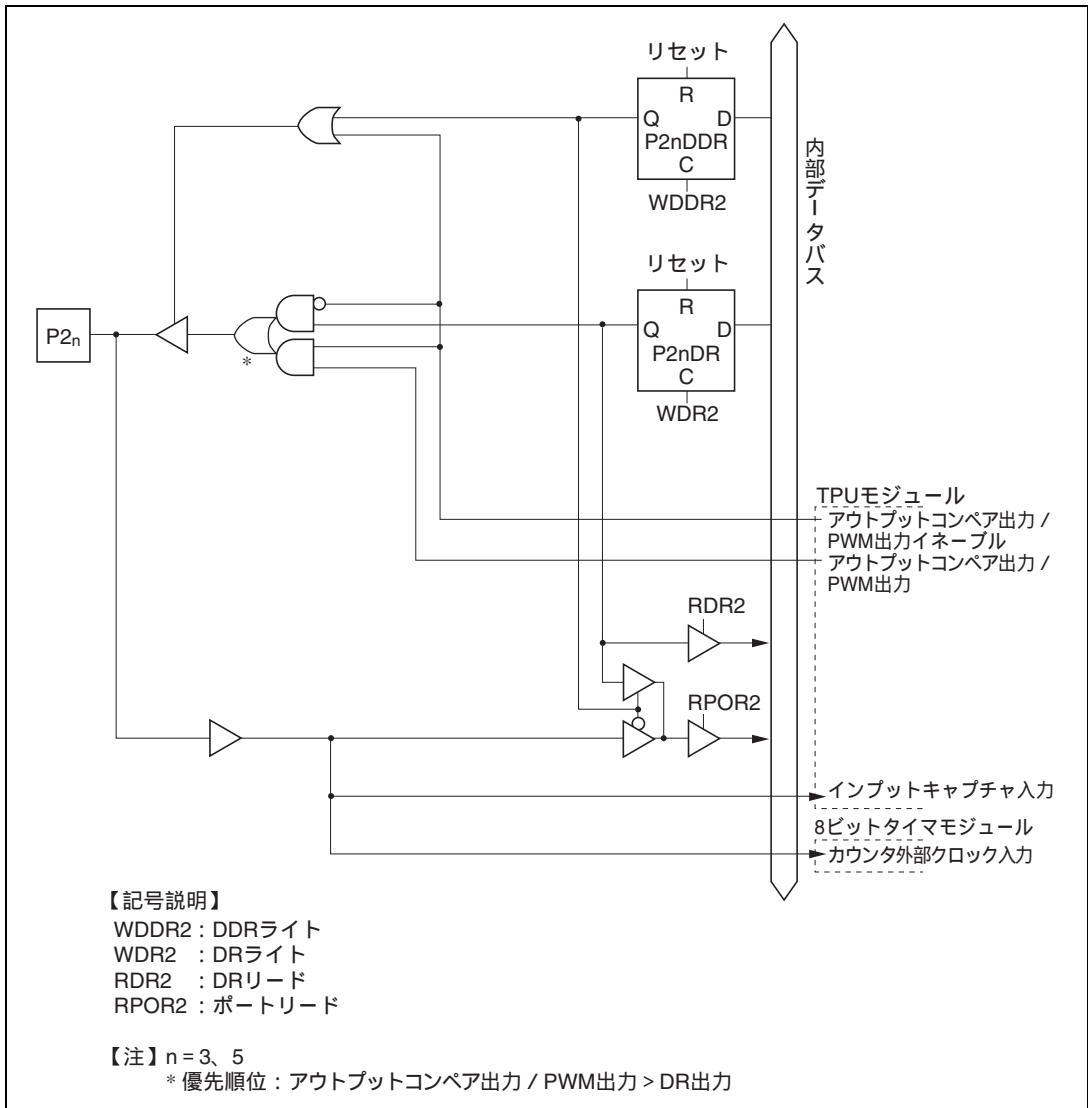 リセット
R
Q D
P2nDDR
C
WDDR2
内部データバス
リセット
R
Q D
P2nDR
C
WDR2
P2n
*
TPUモジュール
アウトプットコンペア出力 /
PWM出力イネーブル
アウトプットコンペア出力 /
PWM出力
RDR2
RPOR2
インプットキャプチャ入力
8ビットタイマモジュール
カウンタ外部クロック入力
【記号説明】
WDDR2 : DDRライト
WDR2 : DRライト
RDR2 : DRリード
RPOR2 : ポートリード
【注】n = 3、5
* 優先順位 : アウトプットコンペア出力 / PWM出力 > DR出力